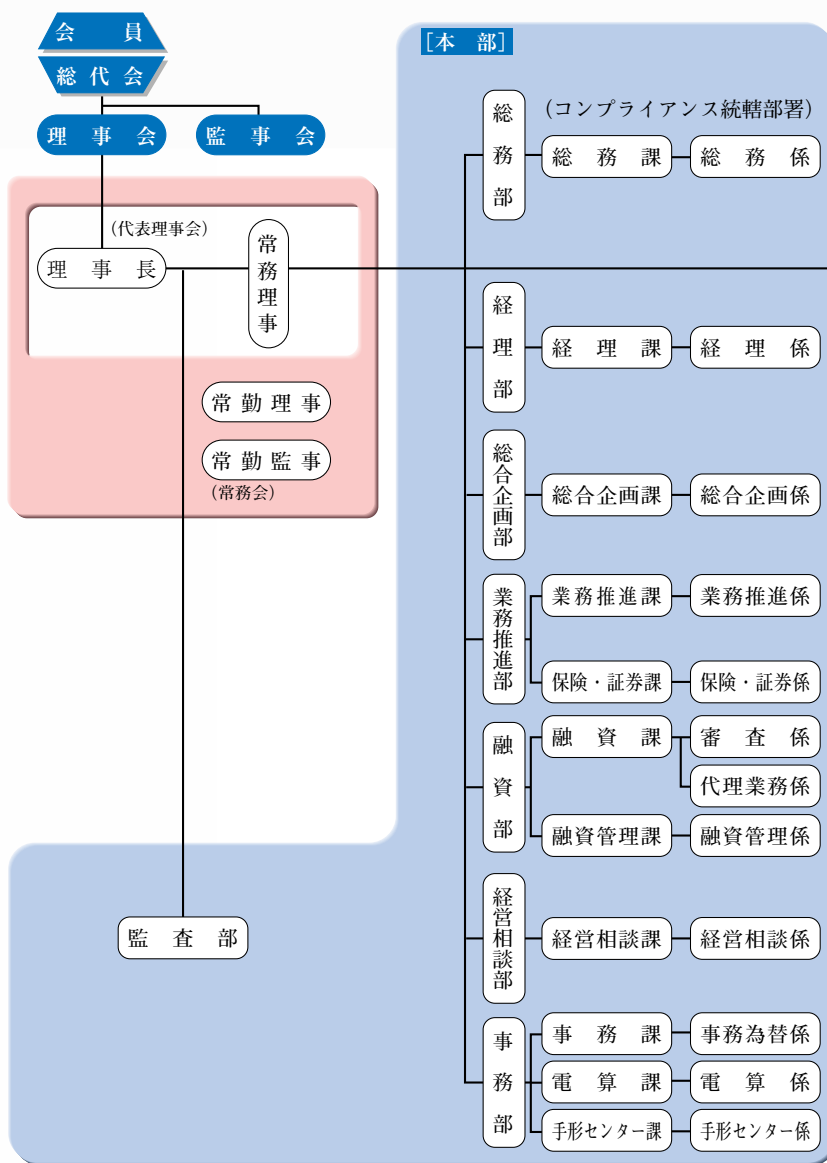 会員
総代会
理事会
監事会
(代表理事会)
理事長
常務理事
常勤理事
常勤監事
(常務会)
監査部
[本 部]
総務部
(コンプライアンス統轄部署)
総務課
総務係
経理部
経理課
経理係
総合企画部
総合企画課
総合企画係
業務推進部
業務推進課
業務推進係
保険・証券課
保険・証券係
融資部
融資課
審査係
代理業務係
融資管理課
融資管理係
経営相談部
経営相談課
経営相談係
事務部
事務課
事務為替係
電算課
電算係
手形センター課
手形センター係